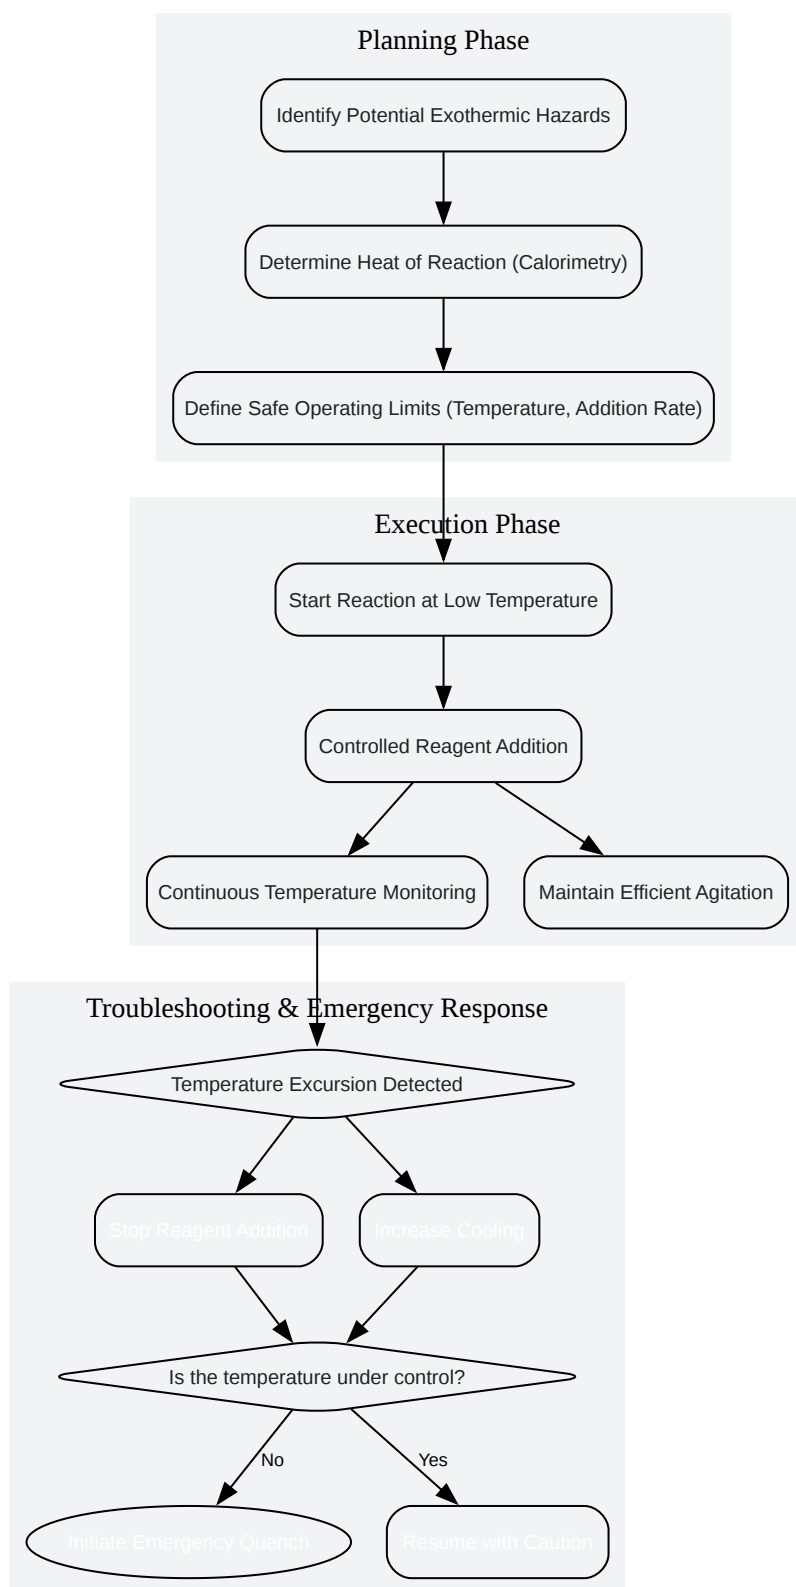 Planning Phase
Identify Potential Exothermic Hazards
Determine Heat of Reaction (Calorimetry)
Define Safe Operating Limits (Temperature, Addition Rate)
Execution Phase
Start Reaction at Low Temperature
Controlled Reagent Addition
Continuous Temperature Monitoring
Maintain Efficient Agitation
Troubleshooting & Emergency Response
Temperature Excursion Detected
Stop Reagent Addition
Increase Cooling
Is the temperature under control?
No
Yes
Initiate Emergency Quench
Resume with Caution